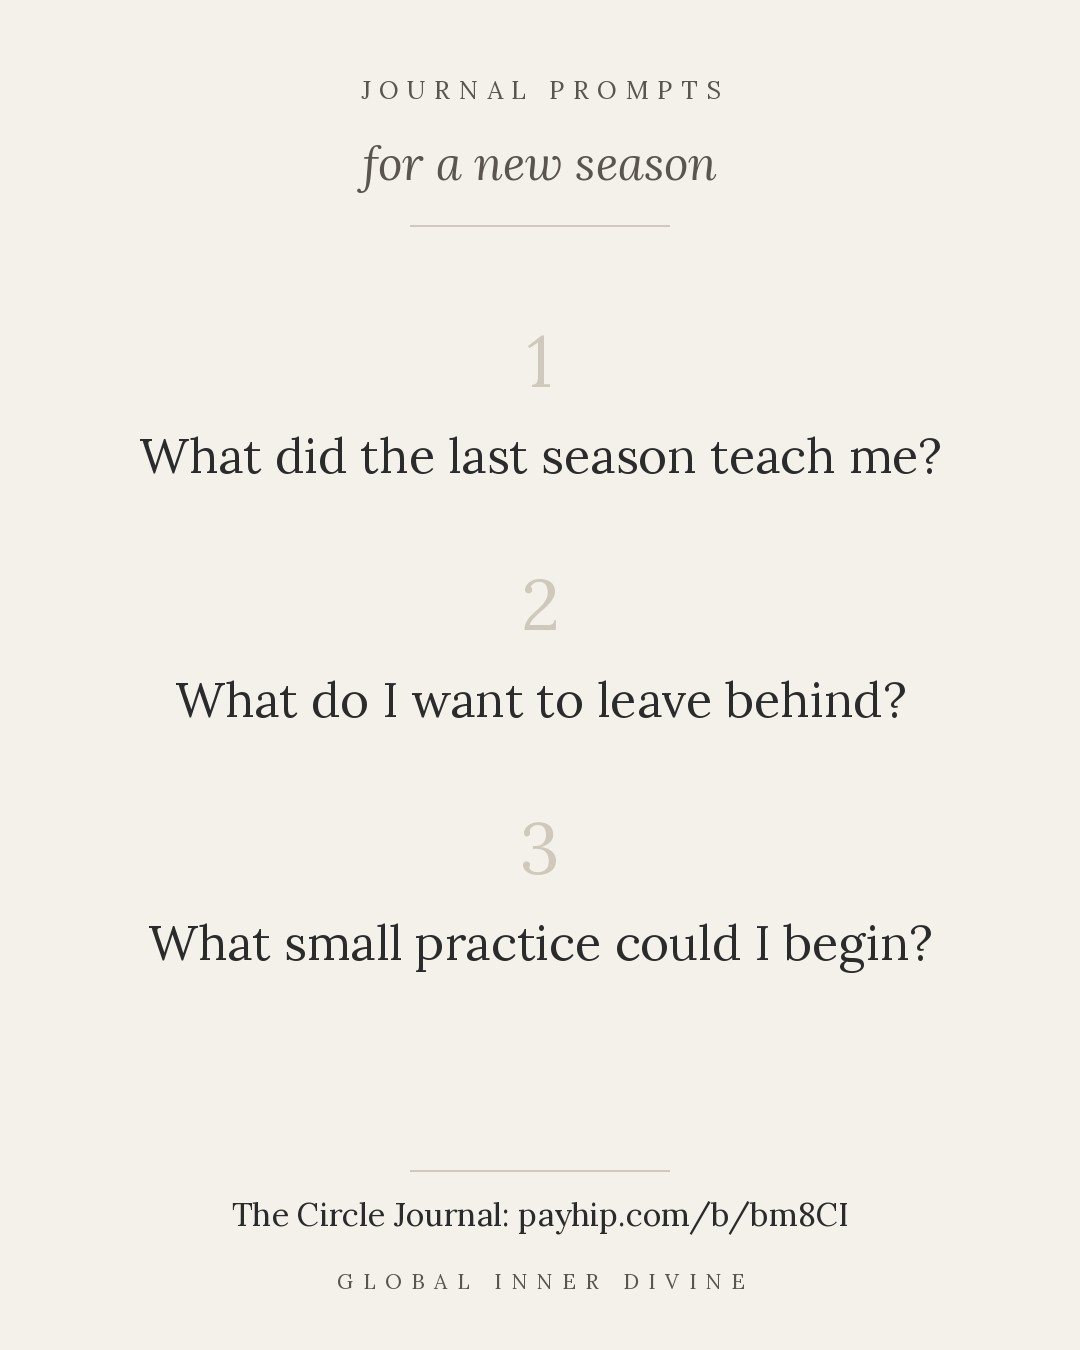 JOURNAL PROMPTS
for a new season
1
What did the last season teach me?
2
What do I want to leave behind?
3
What small practice could I begin?
The Circle Journal: payhip.com/b/bm8CI
GLOBAL INNER DIVINE